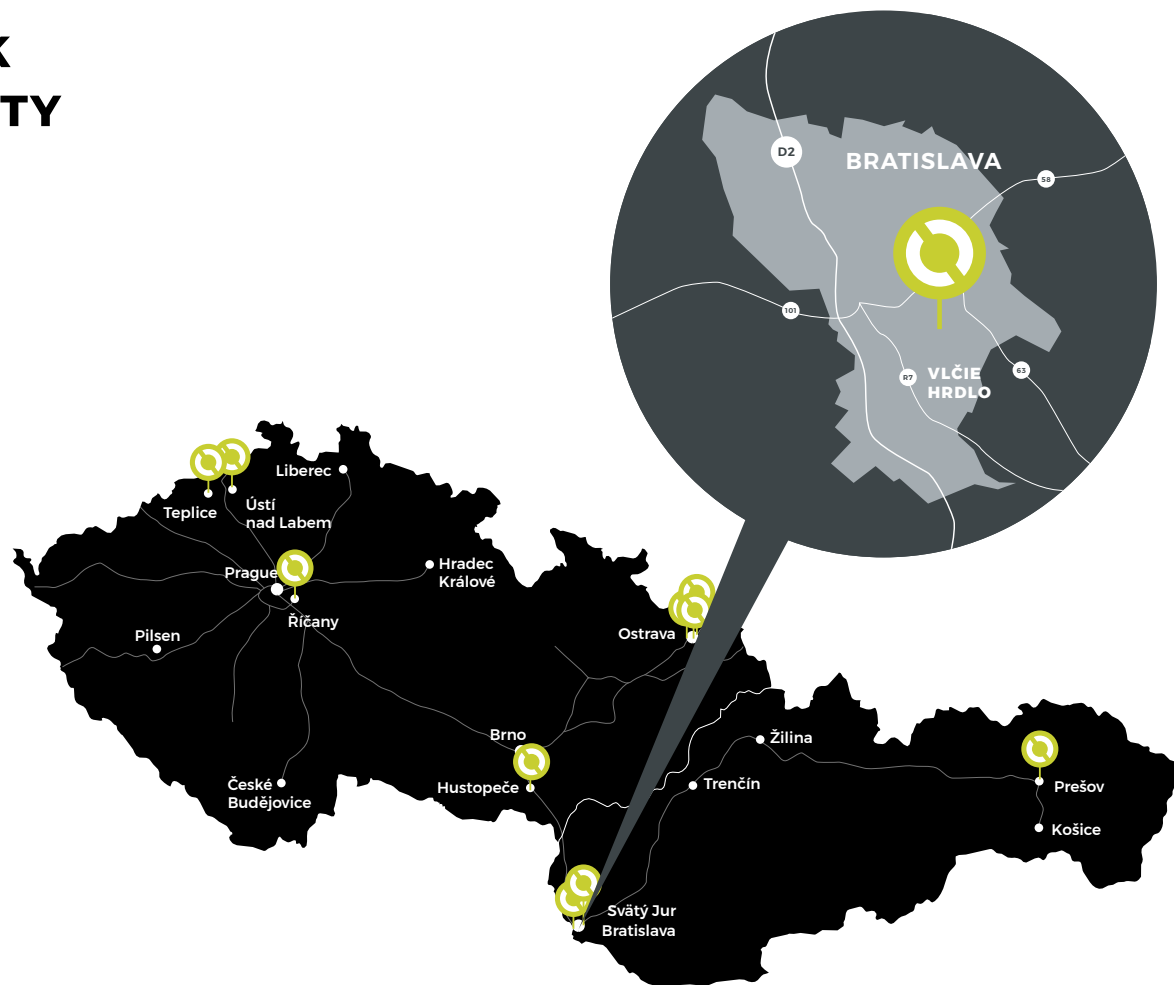 K
TY
D2
BRATISLAVA
58
101
R7
VLČIE
HRDLO
63
Liberec
Teplice
Ústí
nad Labem
Prague
Hradec
Králové
Říčany
Pilsen
Ostrava
Brno
Žilina
České
Budějovice
Hustopeče
Trenčín
Prešov
Košice
Svätý Jur
Bratislava